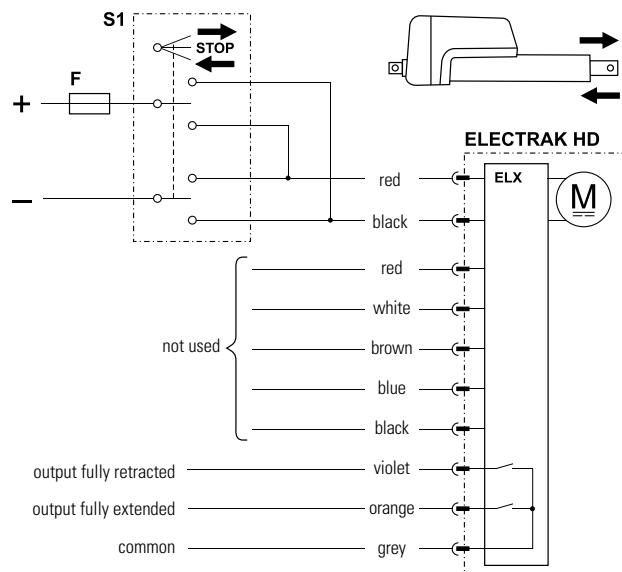 S1
STOP
F
+
−
ELECTRAK HD
ELX
M
red
black
red
white
not used
brown
blue
black
output fully retracted
violet
output fully extended
orange
common
grey